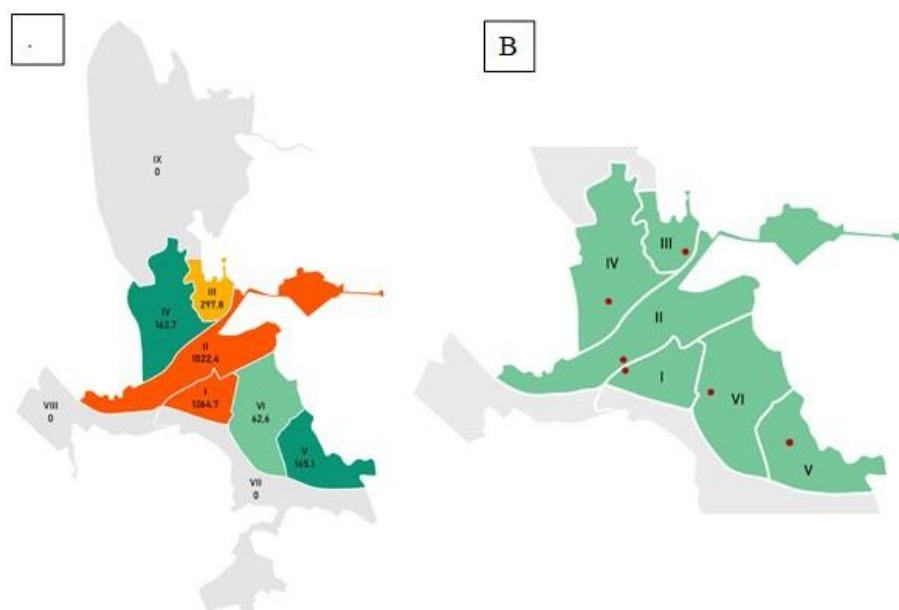 .
B
IX
0
III
297,8
IV
163,7
II
1022,4
I
1264,7
VIII
0
VI
62,6
V
165,1
VII
0
III
IV
II
I
VI
V